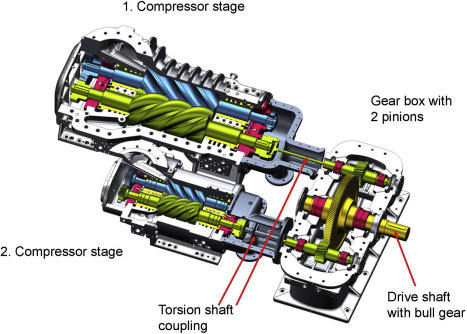 1. Compressor stage
Gear box with
2 pinions
2. Compressor stage
Torsion shaft
coupling
Drive shaft
with bull gear